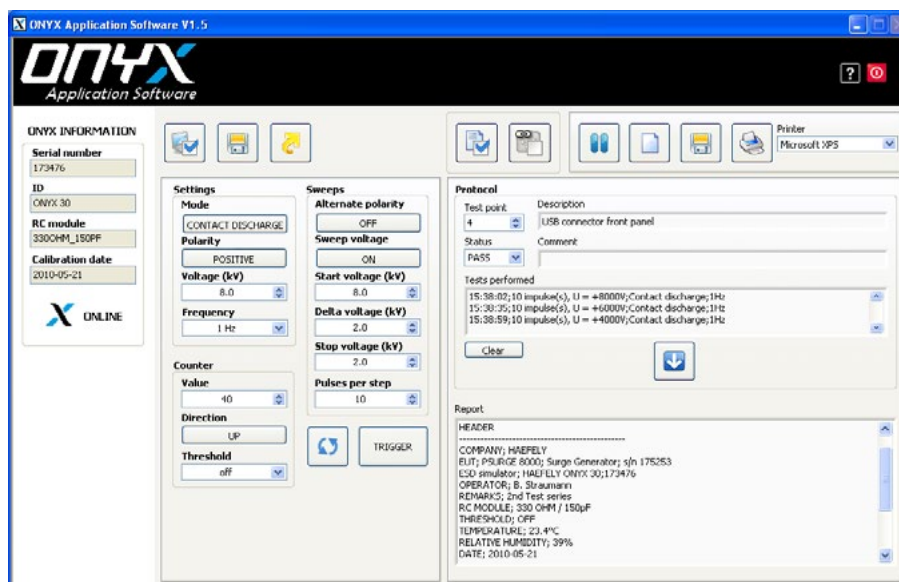 ONYX Application Software V1.5
ONYX
Application Software
ONYX INFORMATION
Serial number
173476
ID
ONYX 30
RC module
330OHM_150PF
Calibration date
2010-05-21
X ONLINE
Settings
Mode
CONTACT DISCHARGE
Polarity
POSITIVE
Voltage (kV)
8.0
Frequency
1 Hz
Counter
Value
40
Direction
UP
Threshold
off
Sweeps
Alternate polarity
OFF
Sweep voltage
ON
Start voltage (kV)
8.0
Delta voltage (kV)
2.0
Stop voltage (kV)
2.0
Pulses per step
10
TRIGGER
Printer
Microsoft XPS
Protocol
Test point
4
Description
USB connector front panel
Status
PASS
Comment
Tests performed
15:38:02;10 impulse(s), U = +8000V;Contact discharge;1Hz
15:38:35;10 impulse(s), U = +6000V;Contact discharge;1Hz
15:38:59;10 impulse(s), U = +4000V;Contact discharge;1Hz
Clear
Report
HEADER
------------------------------------------------
COMPANY; HAEFELY
EUT; PSURGE 8000; Surge Generator; s/n 175253
ESD simulator; HAEFELY ONYX 30;173476
OPERATOR; B. Straumann
REMARKS; 2nd Test series
RC MODULE; 330 OHM / 150pF
THRESHOLD; OFF
TEMPERATURE; 23.4°C
RELATIVE HUMIDITY; 39%
DATE; 2010-05-21